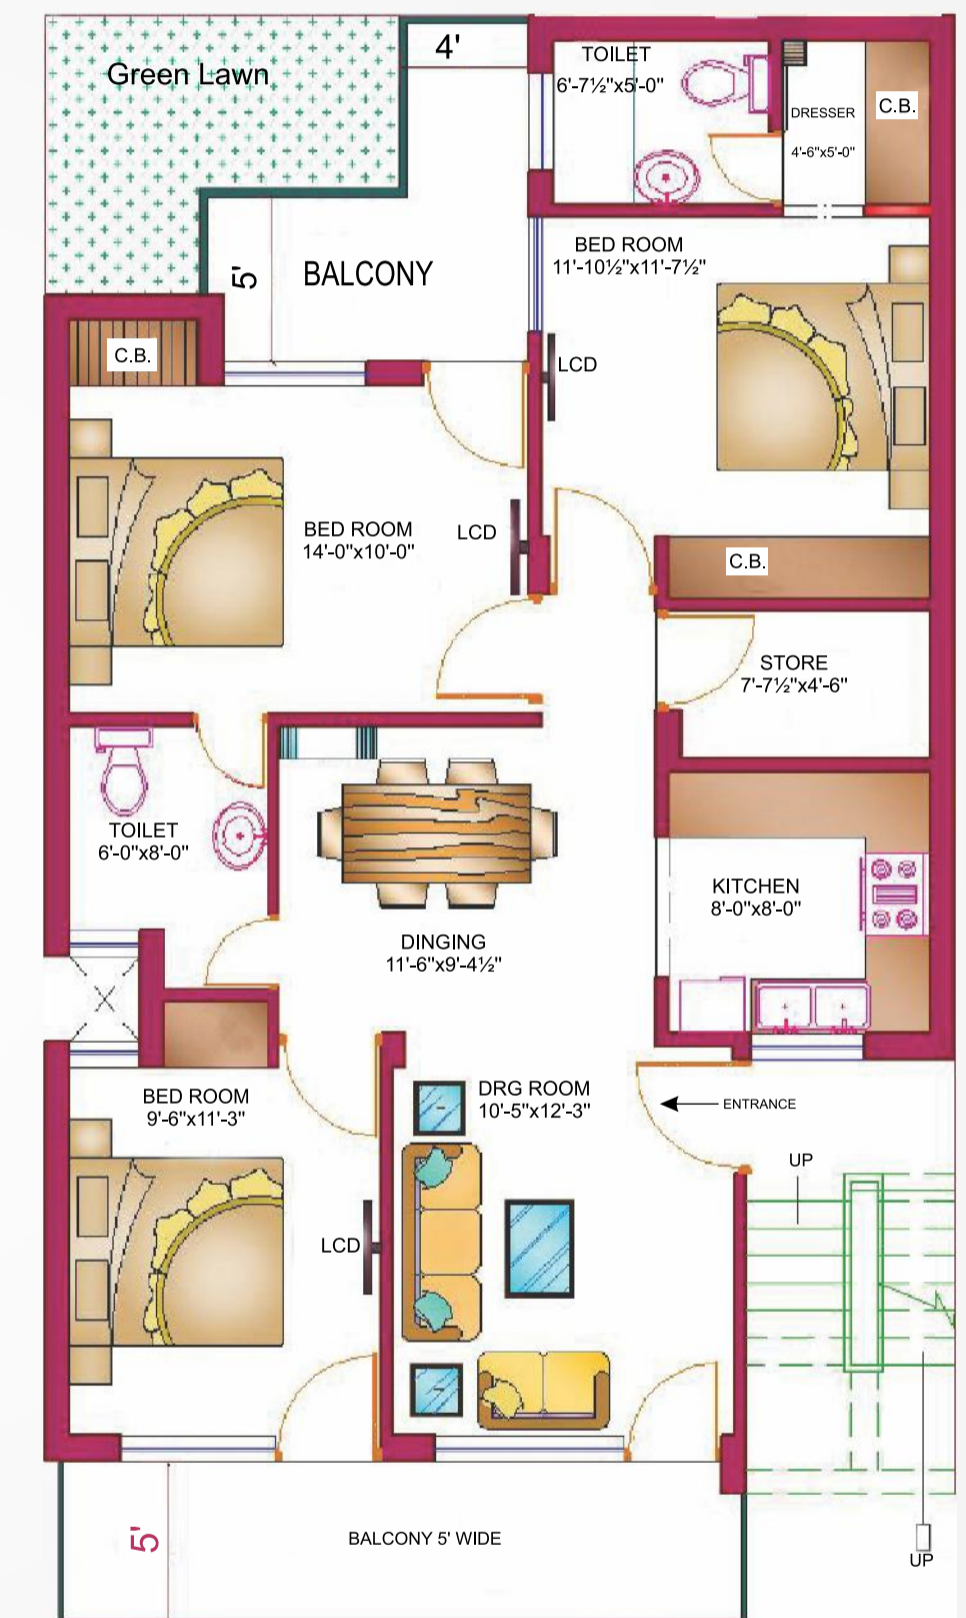 Green Lawn
4'
TOILET
6'-7½"x5'-0"
DRESSER
4'-6"x5'-0"
C.B.
5'
BALCONY
BED ROOM
11'-10½"x11'-7½"
C.B.
LCD
BED ROOM
14'-0"x10'-0"
LCD
C.B.
STORE
7'-7½"x4'-6"
TOILET
6'-0"x8'-0"
KITCHEN
8'-0"x8'-0"
DINGING
11'-6"x9'-4½"
BED ROOM
9'-6"x11'-3"
DRG ROOM
10'-5"x12'-3"
ENTRANCE
UP
LCD
5'
BALCONY 5' WIDE
UP